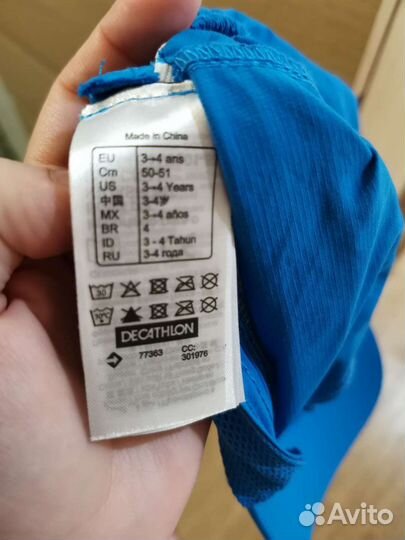 Made in China
EU 3→4 ans
Cm 50-51
US 3→4 Years
中国 3-4岁
MX 3→4 años
BR 4
ID 3 - 4 Tahun
RU 3-4 года
30
30°C
DECATHLON
77363 CC:
301976
Avito